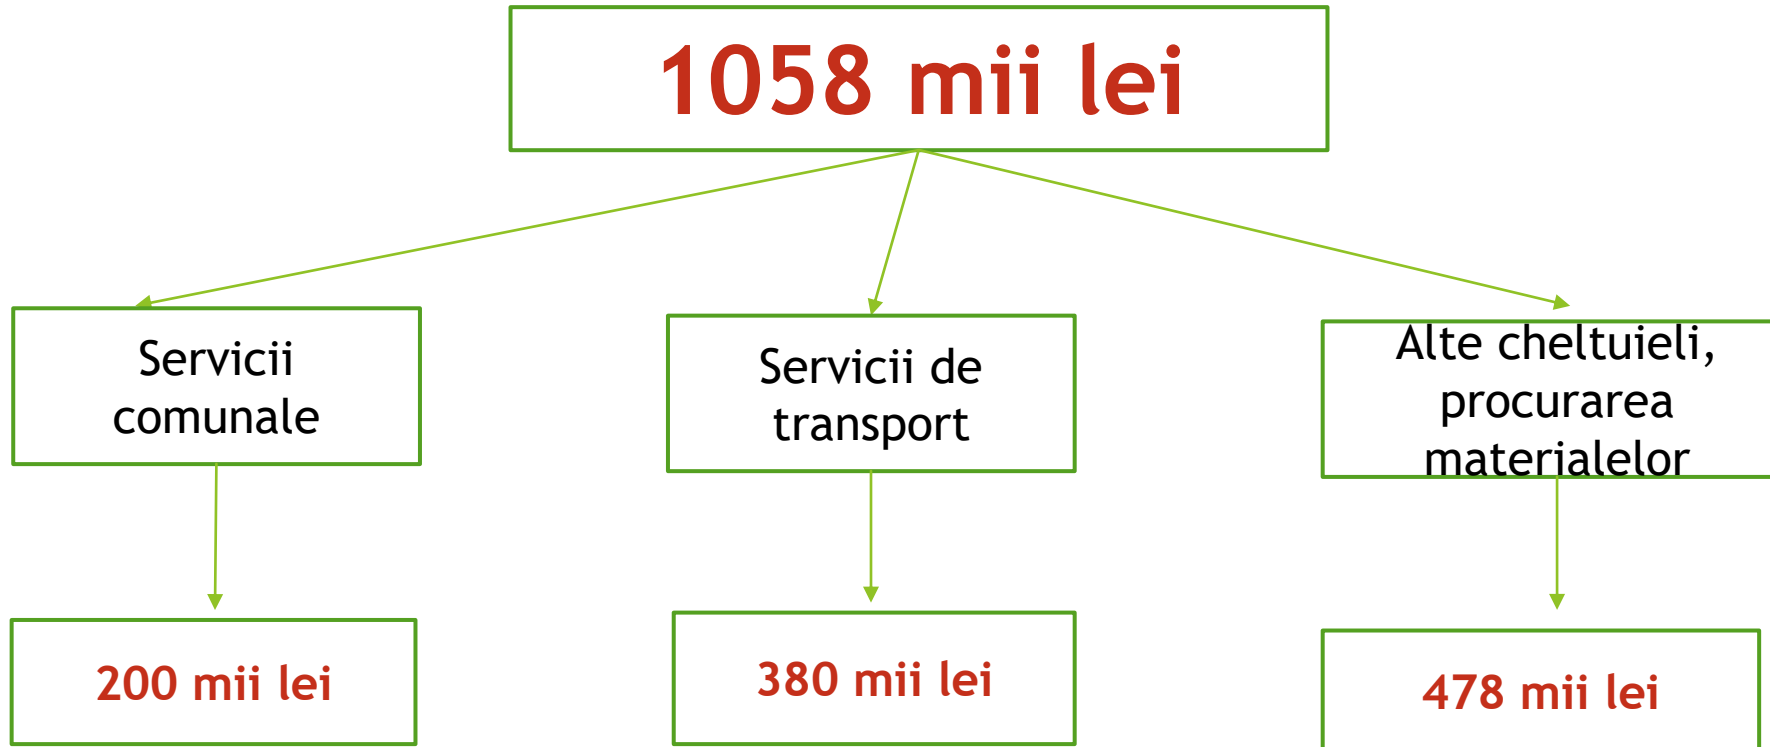 1058 mii lei
Servicii
comunale
Servicii de
transport
Alte cheltuieli,
procurarea
materialelor
200 mii lei
380 mii lei
478 mii lei